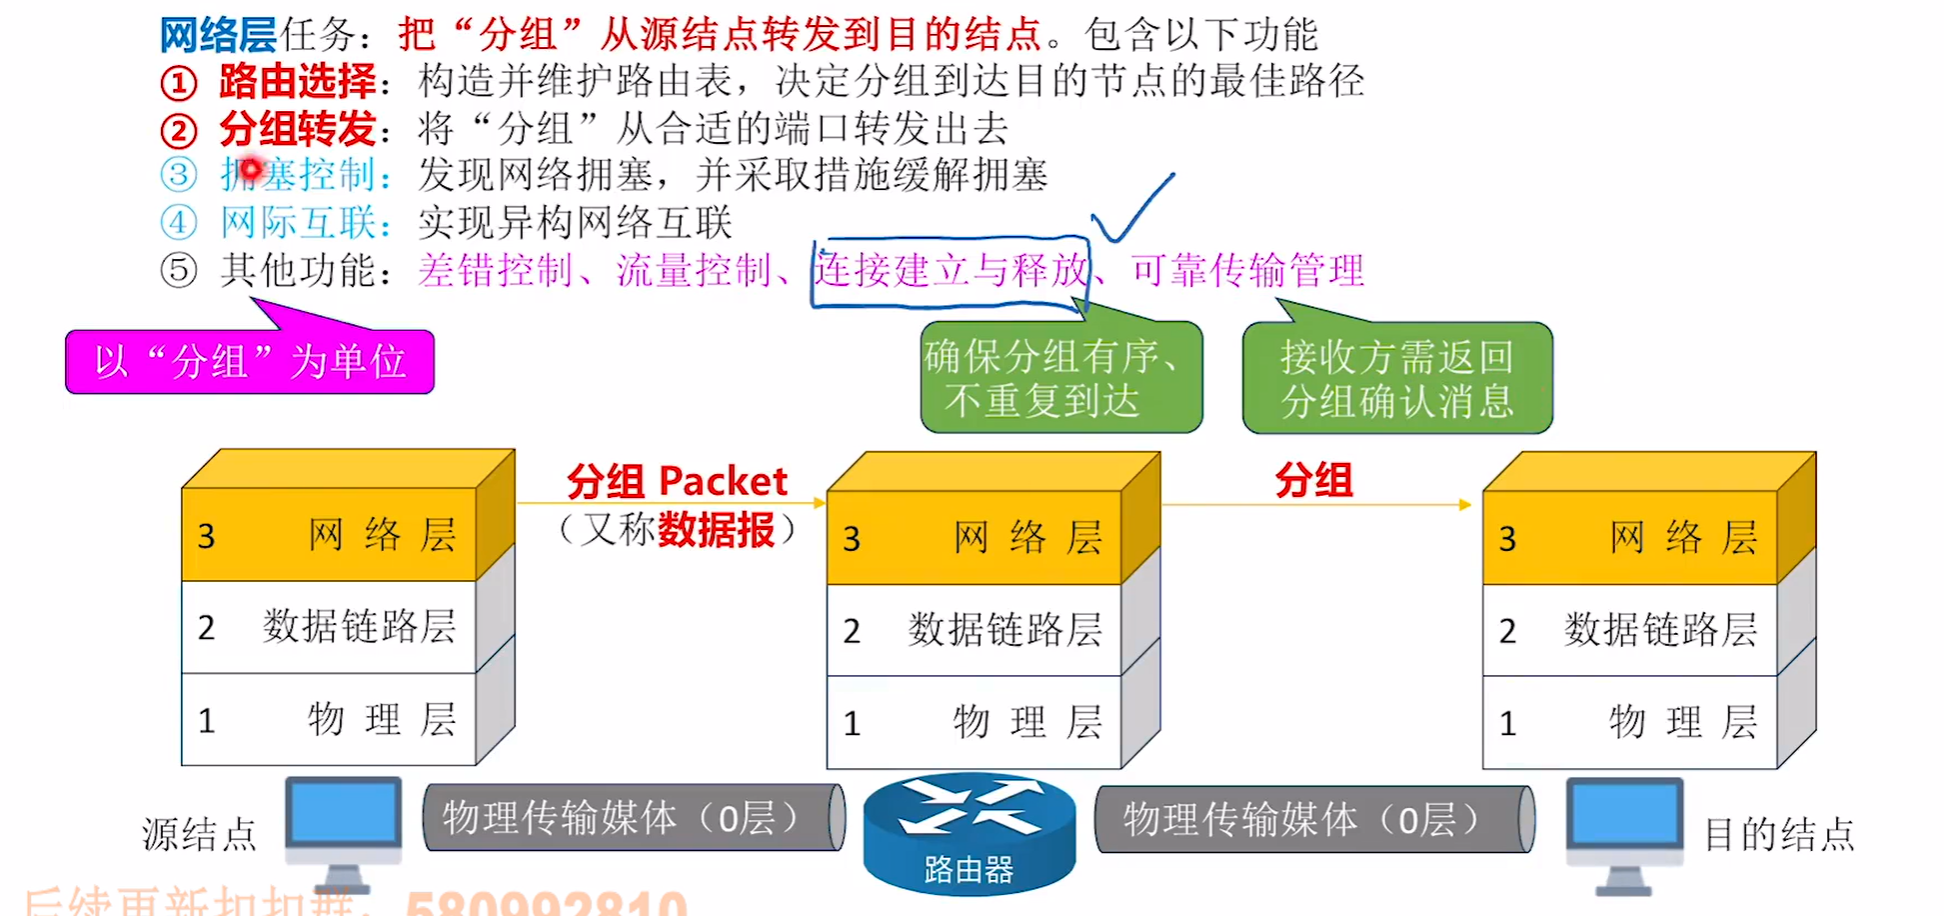 网络层任务：把“分组”从源结点转发到目的结点。包含以下功能
① 路由选择：构造并维护路由表，决定分组到达目的节点的最佳路径
② 分组转发：将“分组”从合适的端口转发出去
③ 拥塞控制：发现网络拥塞，并采取措施缓解拥塞
④ 网际互联：实现异构网络互联
⑤ 其他功能：差错控制、流量控制、连接建立与释放、可靠传输管理
以“分组”为单位
确保分组有序、
不重复到达
接收方需返回
分组确认消息
分组 Packet
（又称数据报）
分组
3 网络层
2 数据链路层
1 物理层
3 网络层
2 数据链路层
1 物理层
3 网络层
2 数据链路层
1 物理层
源结点
物理传输媒体（0层）
路由器
物理传输媒体（0层）
目的结点
后续更新扣扣群：580992810